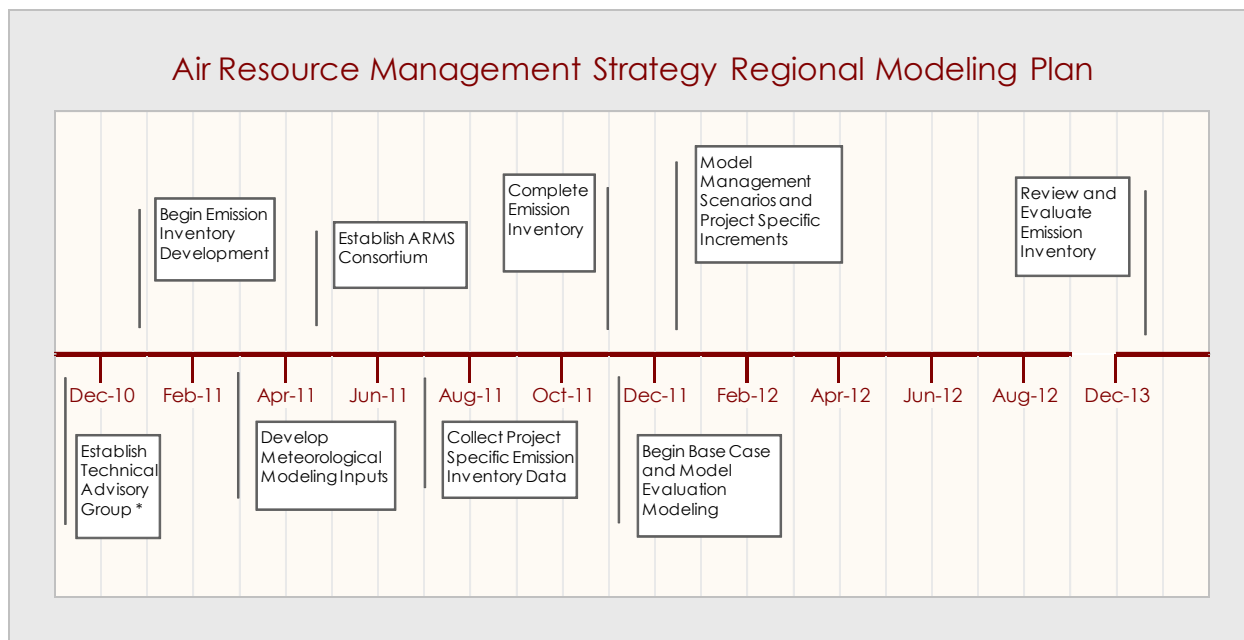 Air Resource Management Strategy Regional Modeling Plan
Begin Emission
Inventory
Development
Establish ARMS
Consortium
Complete
Emission
Inventory
Model
Management
Scenarios and
Project Specific
Increments
Review and
Evaluate
Emission
Inventory
Dec-10
Feb-11
Apr-11
Jun-11
Aug-11
Oct-11
Dec-11
Feb-12
Apr-12
Jun-12
Aug-12
Dec-13
Establish
Technical
Advisory
Group *
Develop
Meteorological
Modeling Inputs
Collect Project
Specific Emission
Inventory Data
Begin Base Case
and Model
Evaluation
Modeling